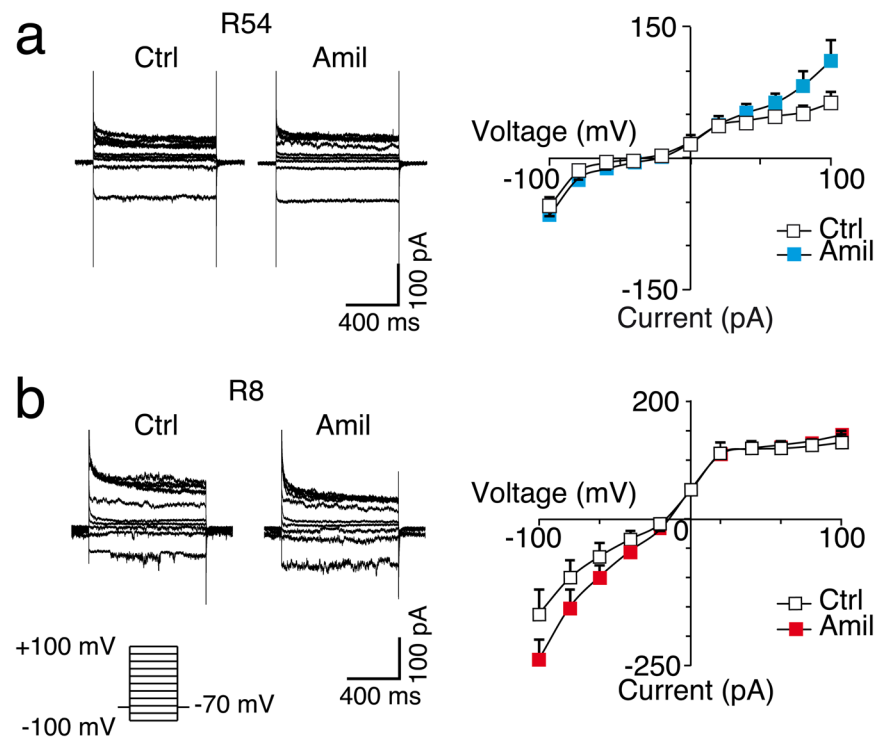 a
R54
Ctrl
Amil
100 pA
400 ms
150
Voltage (mV)
-100
100
Ctrl
Amil
-150
Current (pA)
b
R8
Ctrl
Amil
+100 mV
-70 mV
-100 mV
100 pA
400 ms
200
Voltage (mV)
-100
0
100
Ctrl
Amil
-250
Current (pA)